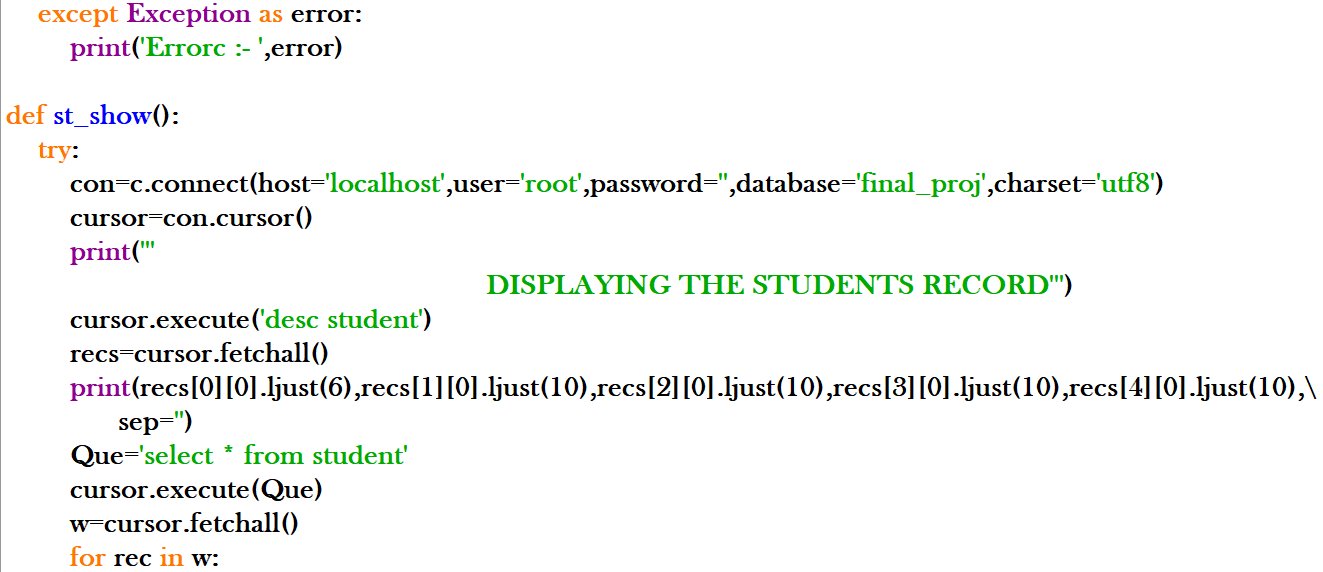 except Exception as error:
print('Errorc :- ',error)
def st_show():
try:
con=c.connect(host='localhost',user='root',password='',database='final_proj',charset='utf8')
cursor=con.cursor()
print('''
DISPLAYING THE STUDENTS RECORD''')
cursor.execute('desc student')
recs=cursor.fetchall()
print(recs[0][0].ljust(6),recs[1][0].ljust(10),recs[2][0].ljust(10),recs[3][0].ljust(10),recs[4][0].ljust(10),\
sep='')
Que='select * from student'
cursor.execute(Que)
w=cursor.fetchall()
for rec in w: